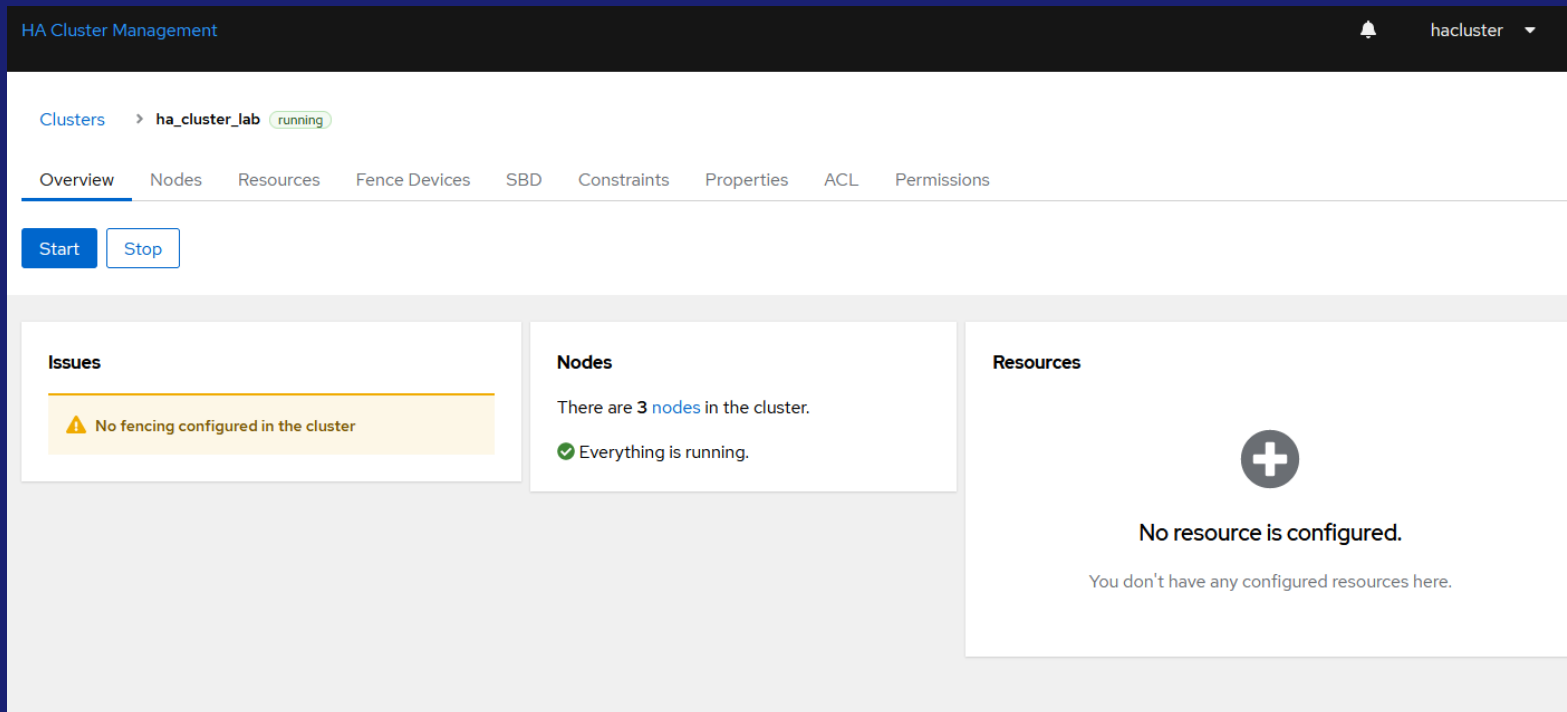 HA Cluster Management
hacluster
Clusters > ha_cluster_lab running
Overview Nodes Resources Fence Devices SBD Constraints Properties ACL Permissions
Start Stop
Issues
No fencing configured in the cluster
Nodes
There are 3 nodes in the cluster.
Everything is running.
Resources
No resource is configured.
You don't have any configured resources here.